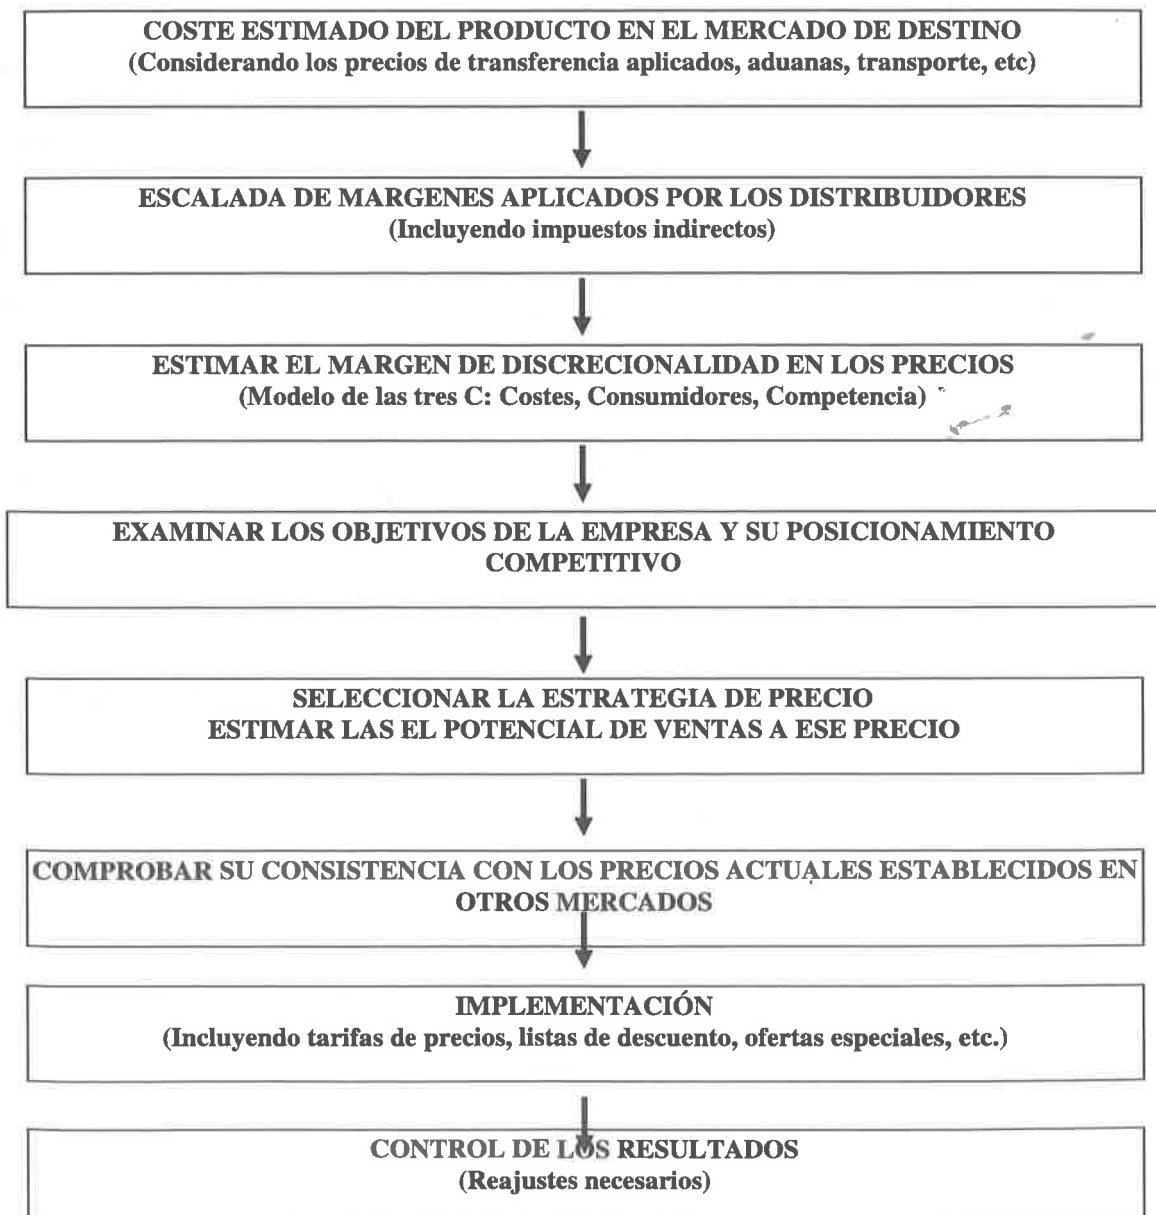 COSTE ESTIMADO DEL PRODUCTO EN EL MERCADO DE DESTINO
(Considerando los precios de transferencia aplicados, aduanas, transporte, etc)
ESCALADA DE MARGENES APLICADOS POR LOS DISTRIBUIDORES
(Incluyendo impuestos indirectos)
ESTIMAR EL MARGEN DE DISCRECIONALIDAD EN LOS PRECIOS
(Modelo de las tres C: Costes, Consumidores, Competencia)
EXAMINAR LOS OBJETIVOS DE LA EMPRESA Y SU POSICIONAMIENTO
COMPETITIVO
SELECCIONAR LA ESTRATEGIA DE PRECIO
ESTIMAR LAS EL POTENCIAL DE VENTAS A ESE PRECIO
COMPROBAR SU CONSISTENCIA CON LOS PRECIOS ACTUALES ESTABLECIDOS EN
OTROS MERCADOS
IMPLEMENTACIÓN
(Incluyendo tarifas de precios, listas de descuento, ofertas especiales, etc.)
CONTROL DE LOS RESULTADOS
(Reajustes necesarios)